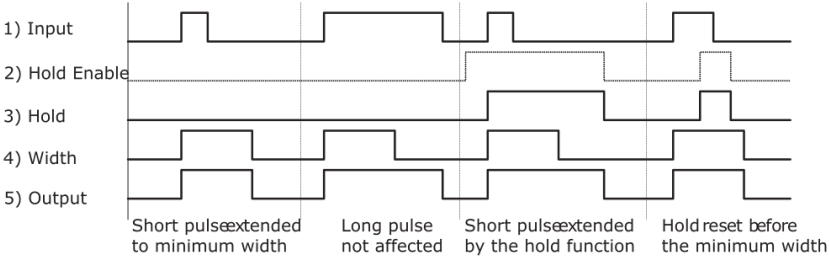 1) Input
2) Hold Enable
3) Hold
4) Width
5) Output
Short pulse extended
to minimum width
Long pulse
not affected
Short pulse extended
by the hold function
Hold reset before
the minimum width